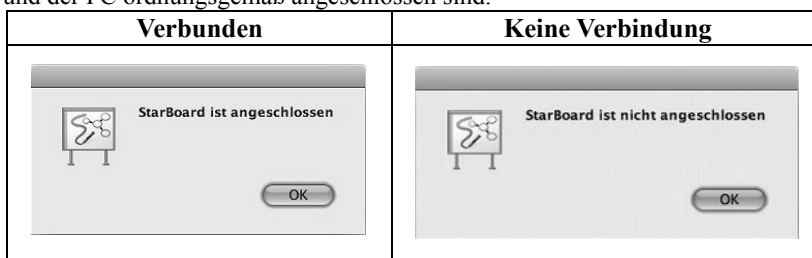 und der PC ordnungsgemäß angeschlossen sind.
Verbunden
Keine Verbindung
StarBoard ist angeschlossen
OK
StarBoard ist nicht angeschlossen
OK